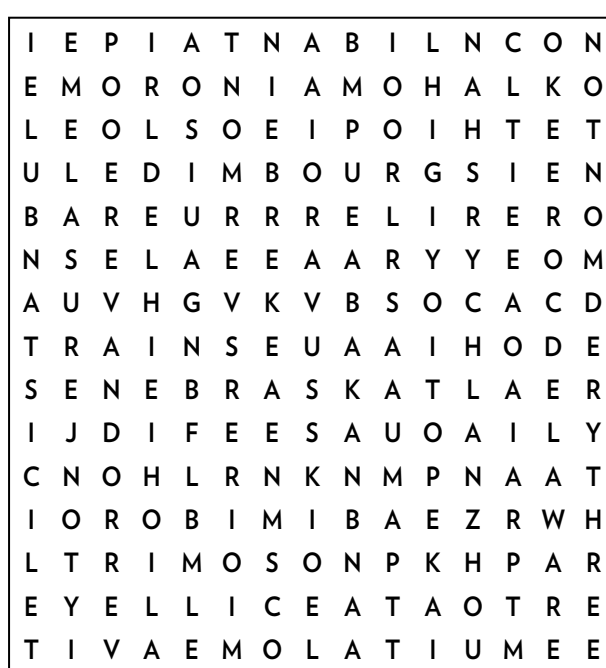 I E P I A T N A B I L N C O N
E M O R O N I A M O H A L K O
L E O L S O E I P O I H T E T
U L E D I M B O U R G S I E N
B A R E U R R R E L I R E R O
N S E L A E E A A R Y Y E O M
A U V H G V K V B S O C A C D
T R A I N S E U A A I H O D E
S E N E B R A S K A T L A E R
I J D I F E E S A U O A I L Y
C N O H L R N K N M P N A A T
I O R O B I M I B A E Z R W H
L T R I M O S O N P K H P A R
E Y E L L I C E A T A O T R E
T I V A E M O L A T I U M E E